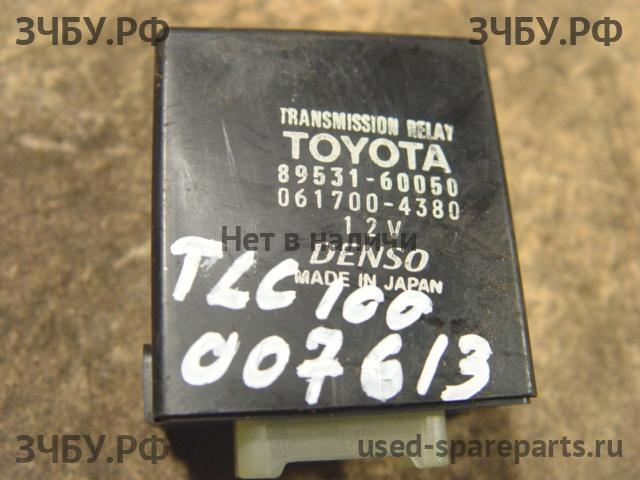 ЗЧБУ.РФ
ЗЧБУ.РФ
TRANSMISSION RELAY
TOYOTA
89531-60050
061700-4380
12V
Нет в наличи
DENSO
MADE IN JAPAN
TLC 100
007613
ЗЧБУ.РФ
used-spareparts.ru